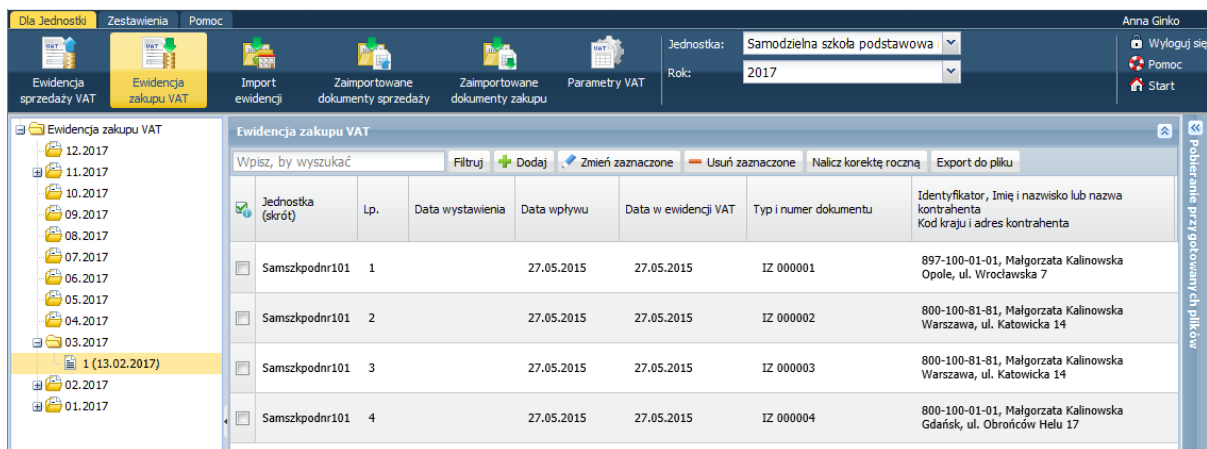 Dla Jednostki Zestawienia Pomoc Anna Ginko
VAT Ewidencja sprzedaży VAT
VAT Ewidencja zakupu VAT
Import ewidencji
Zaimportowane dokumenty sprzedaży
Zaimportowane dokumenty zakupu
VAT Parametry VAT
Jednostka: Samodzielna szkoła podstawowa
Rok: 2017
Wyloguj się
Pomoc
Start
Ewidencja zakupu VAT
12.2017
11.2017
10.2017
09.2017
08.2017
07.2017
06.2017
05.2017
04.2017
03.2017
1 (13.02.2017)
02.2017
01.2017
Ewidencja zakupu VAT
Wpisz, by wyszukać Filtruj Dodaj Zmień zaznaczone Usuń zaznaczone Nalicz korektę roczną Export do pliku
Jednostka (skrót) Lp. Data wystawienia Data wpływu Data w ewidencji VAT Typ i numer dokumentu Identyfikator, Imię i nazwisko lub nazwa kontrahenta Kod kraju i adres kontrahenta
Samszkpodnr101 1 27.05.2015 27.05.2015 IZ 000001 897-100-01-01, Małgorzata Kalinowska
Opole, ul. Wrocławska 7
Samszkpodnr101 2 27.05.2015 27.05.2015 IZ 000002 800-100-81-81, Małgorzata Kalinowska
Warszawa, ul. Katowicka 14
Samszkpodnr101 3 27.05.2015 27.05.2015 IZ 000003 800-100-81-81, Małgorzata Kalinowska
Warszawa, ul. Katowicka 14
Samszkpodnr101 4 27.05.2015 27.05.2015 IZ 000004 800-100-01-01, Małgorzata Kalinowska
Gdańsk, ul. Obrońców Helu 17
Pobieranie przygotowanych plików